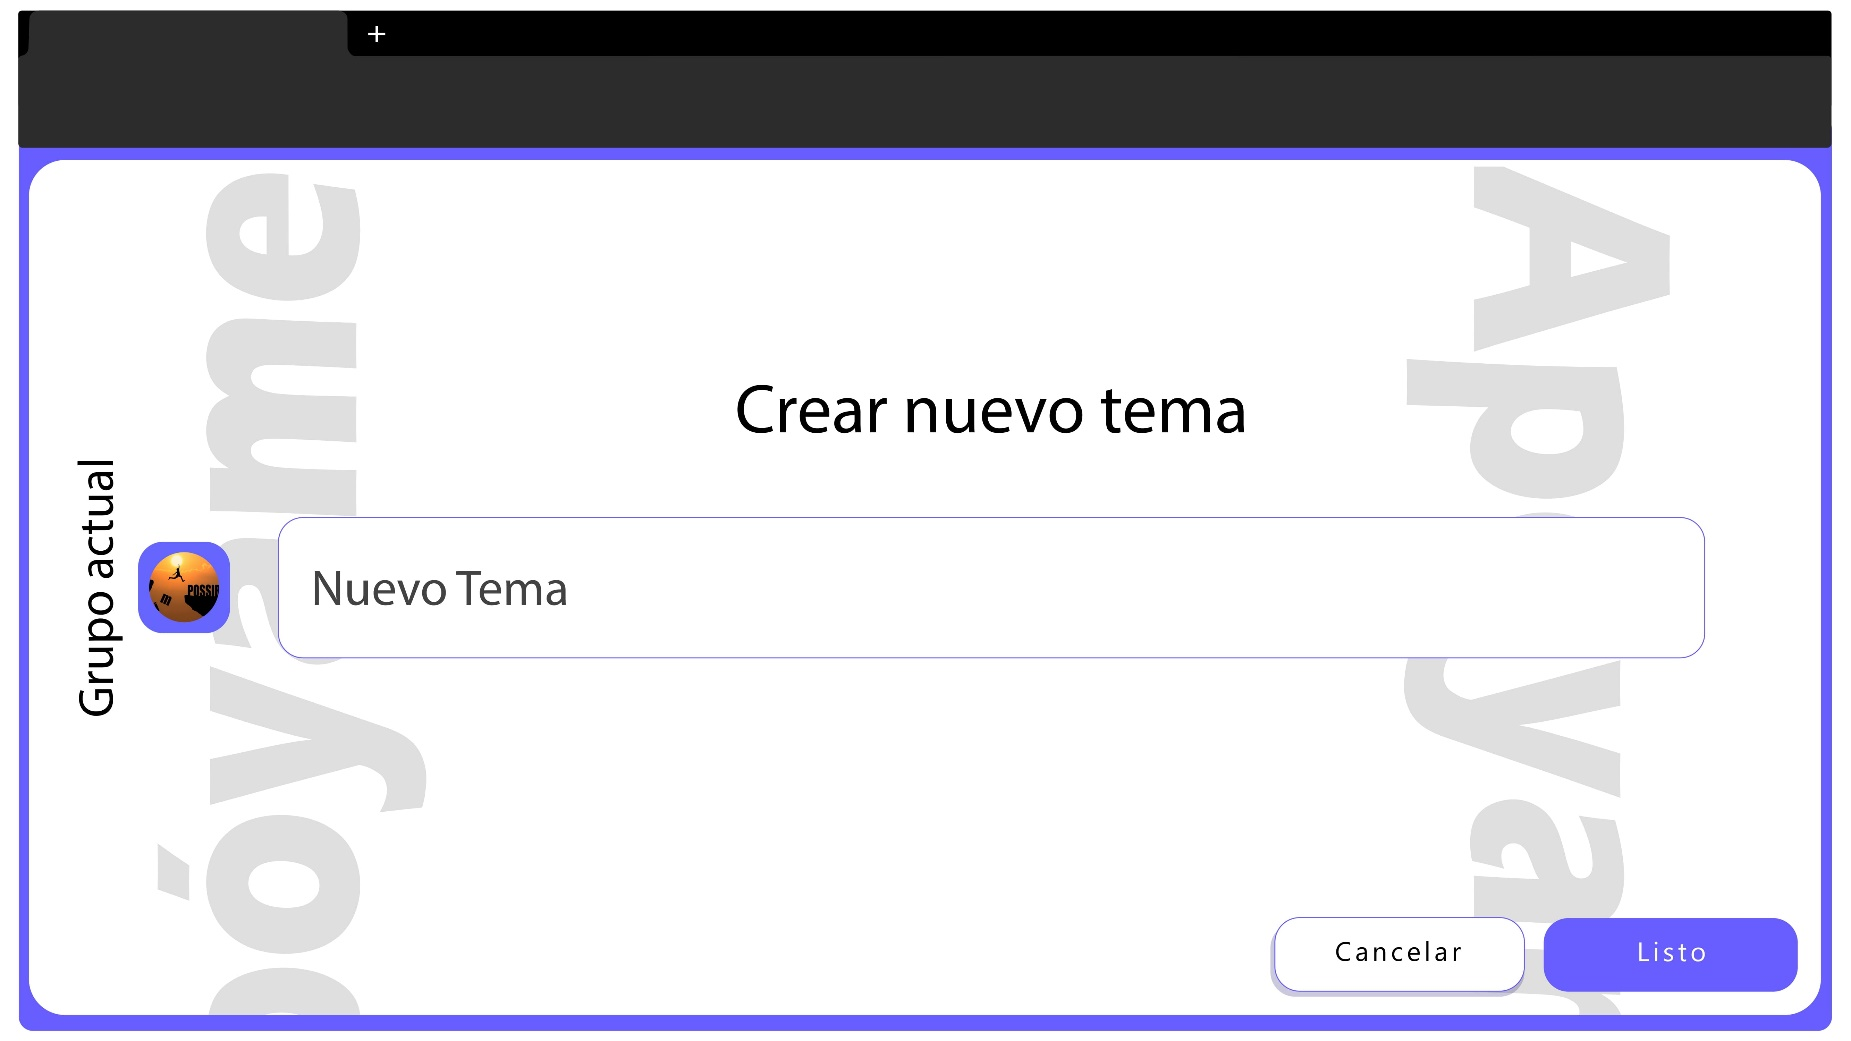 +
Crear nuevo tema
Grupo actual
Nuevo Tema
Cancelar
Listo